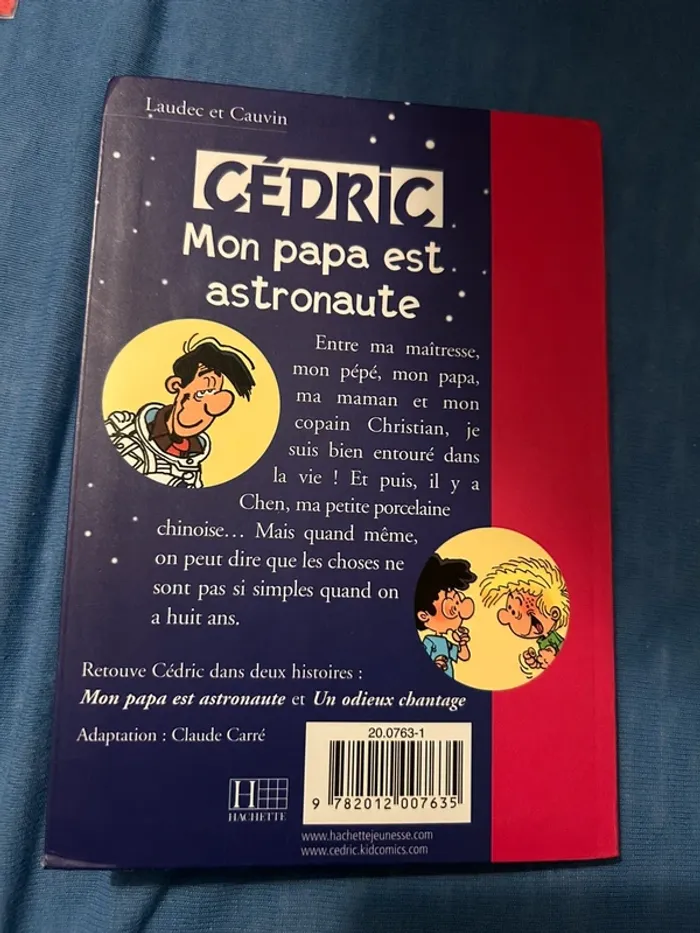 Laudec et Cauvin
CÉDRIC
Mon papa est
astronaute
Entre ma maîtresse,
mon pépé, mon papa,
ma maman et mon
copain Christian, je
suis bien entouré dans
la vie ! Et puis, il y a
Chen, ma petite porcelaine
chinoise... Mais quand même,
on peut dire que les choses ne
sont pas si simples quand on
a huit ans.
Retouve Cédric dans deux histoires :
Mon papa est astronaute et Un odieux chantage
Adaptation : Claude Carré
20.0763-1
9 782012 007635
H
HACHETTE
www.hachettejeunesse.com
www.cedric.kidcomics.com